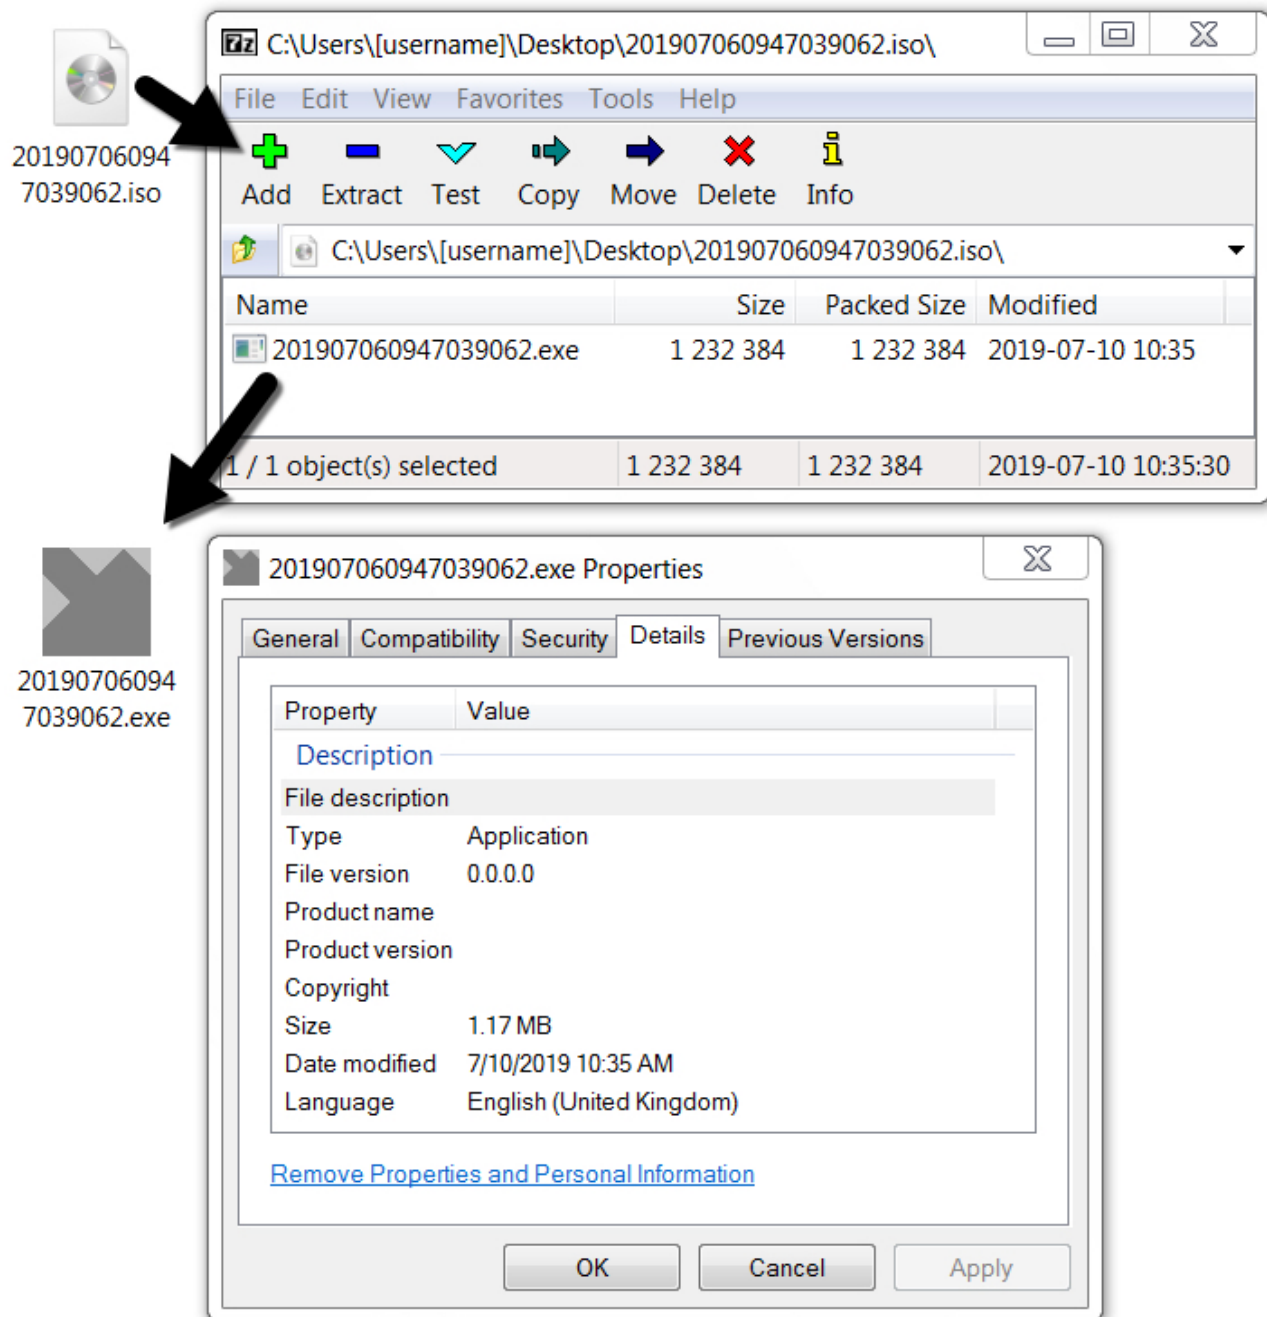 20190706094
7039062.iso
C:\Users\[username]\Desktop\201907060947039062.iso\
File Edit View Favorites Tools Help
Add Extract Test Copy Move Delete Info
C:\Users\[username]\Desktop\201907060947039062.iso\
Name Size Packed Size Modified
201907060947039062.exe 1 232 384 1 232 384 2019-07-10 10:35
1 / 1 object(s) selected 1 232 384 1 232 384 2019-07-10 10:35:30
20190706094
7039062.exe
201907060947039062.exe Properties
General Compatibility Security Details Previous Versions
Property Value
Description
File description
Type Application
File version 0.0.0.0
Product name
Product version
Copyright
Size 1.17 MB
Date modified 7/10/2019 10:35 AM
Language English (United Kingdom)
Remove Properties and Personal Information
OK Cancel Apply